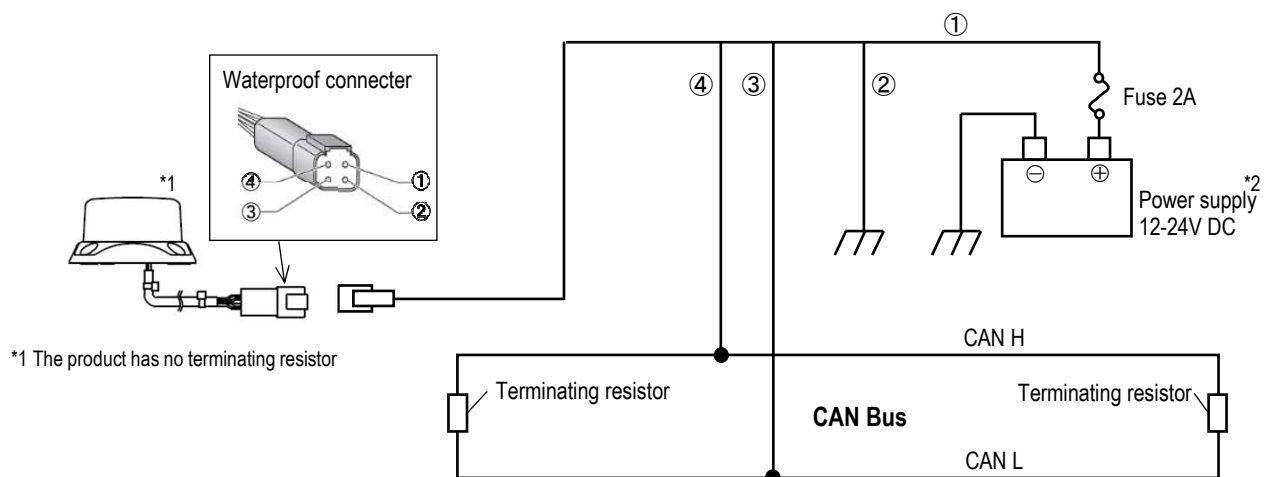 ①
Waterproof connecter
④ ③ ②
Fuse 2A
④ ①
③ ②
*1
⊖ ⊕
*2
Power supply
12-24V DC
*1 The product has no terminating resistor
CAN H
Terminating resistor
Terminating resistor
CAN Bus
CAN L